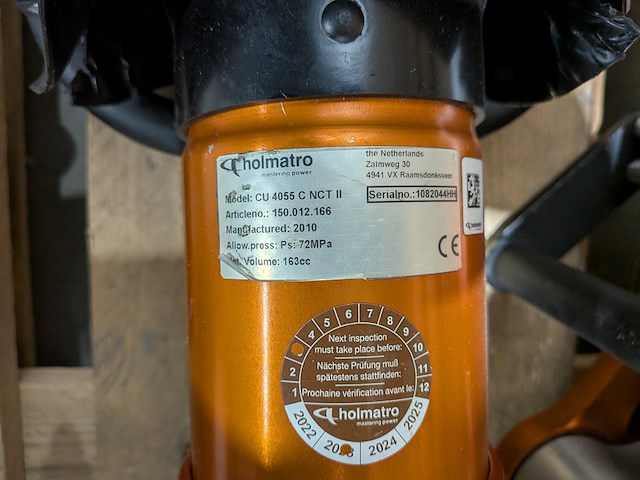 holmatro
mastering power
the Netherlands
Zalmweg 30
4941 VX Raamsdonksveer
Model: CU 4055 C NCT II
Serialno.: 1082044HH
Articleno.: 150.012.166
Manufactured: 2010
Allow.press: Ps: 72MPa
Volume: 163cc
CE
holmatro
1 2 4 5 6 7 8 9 10 11 12
Next inspection
must take place before:
Nächste Prüfung muß
spätestens stattfinden:
Prochaine vérification avant le:
holmatro
mastering power
2022 2024 2025